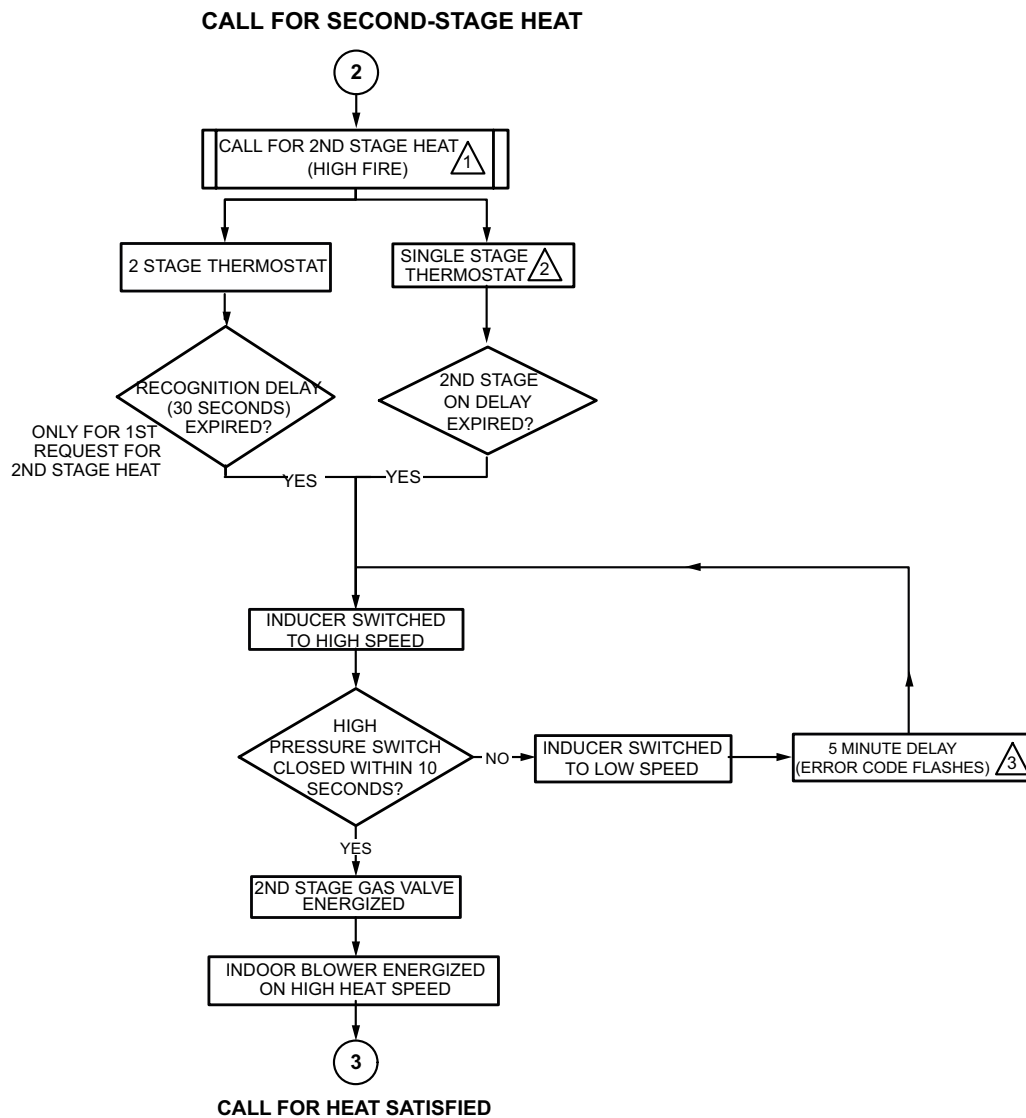 CALL FOR SECOND-STAGE HEAT
2
CALL FOR 2ND STAGE HEAT
(HIGH FIRE)
1
2 STAGE THERMOSTAT
SINGLE STAGE
THERMOSTAT
2
RECOGNITION DELAY
(30 SECONDS)
EXPIRED?
2ND STAGE
ON DELAY
EXPIRED?
ONLY FOR 1ST
REQUEST FOR
2ND STAGE HEAT
YES
YES
INDUCER SWITCHED
TO HIGH SPEED
HIGH
PRESSURE SWITCH
CLOSED WITHIN 10
SECONDS?
NO
INDUCER SWITCHED
TO LOW SPEED
5 MINUTE DELAY
(ERROR CODE FLASHES)
3
YES
2ND STAGE GAS VALVE
ENERGIZED
INDOOR BLOWER ENERGIZED
ON HIGH HEAT SPEED
3
CALL FOR HEAT SATISFIED